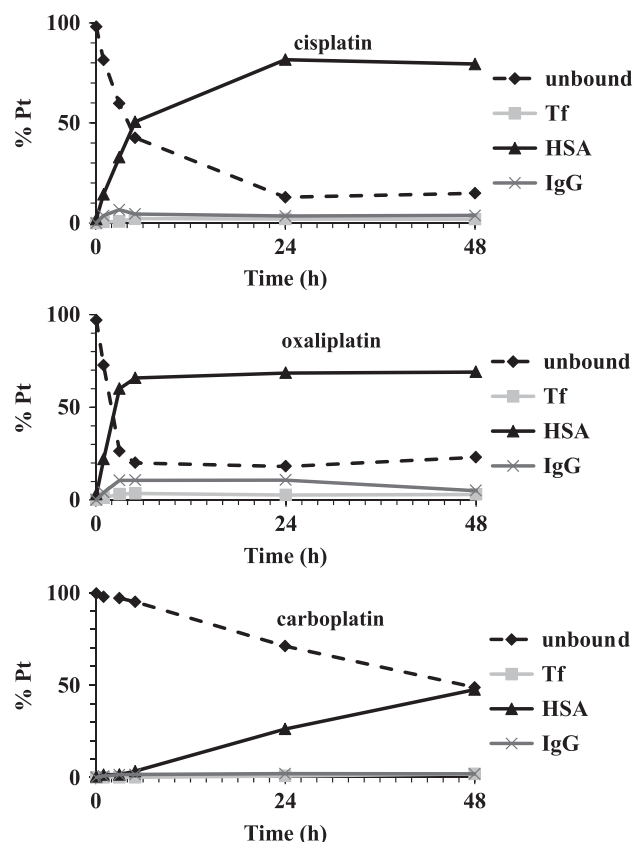 100
cisplatin
unbound
Tf
% Pt
50
HSA
IgG
0
0 24 48
Time (h)
100
oxaliplatin
unbound
Tf
% Pt
50
HSA
IgG
0
0 24 48
Time (h)
100
carboplatin
unbound
Tf
% Pt
50
HSA
IgG
0
0 24 48
Time (h)